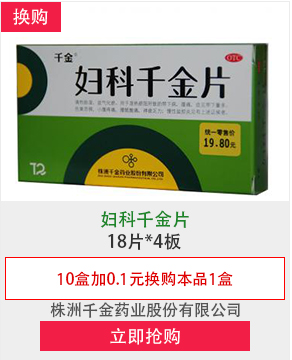 换购
千金
OTC
妇科千金片
统一零售价
19.80元
72
株洲千金药业股份有限公司
妇科千金片
18片*4板
10盒加0.1元换购本品1盒
株洲千金药业股份有限公司
立即抢购